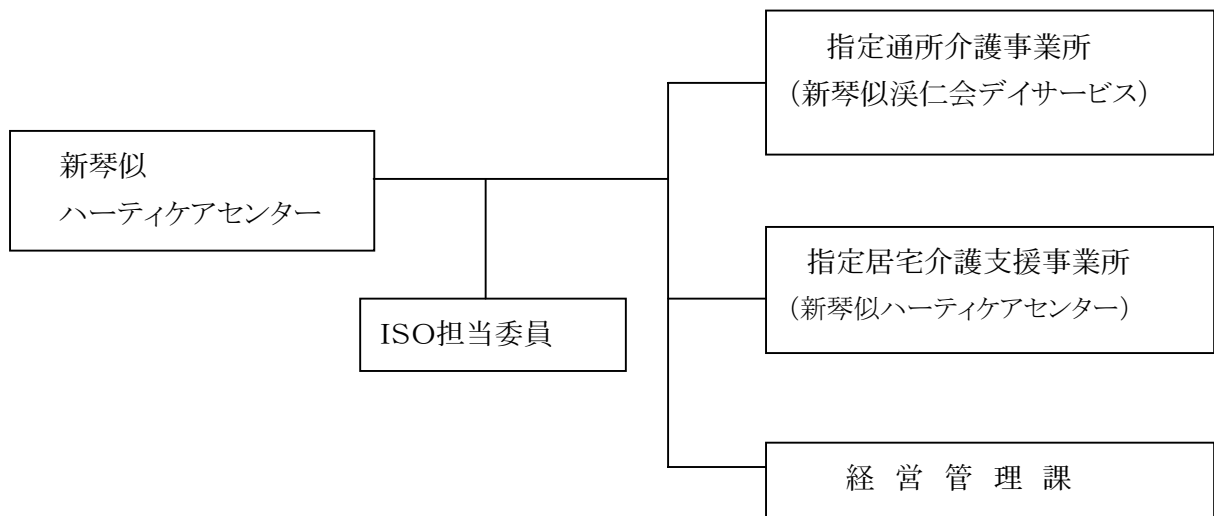 指定通所介護事業所
（新琴似渓仁会デイサービス）
新琴似
ハーティケアセンター
指定居宅介護支援事業所
（新琴似ハーティケアセンター）
ISO担当委員
経 営 管 理 課